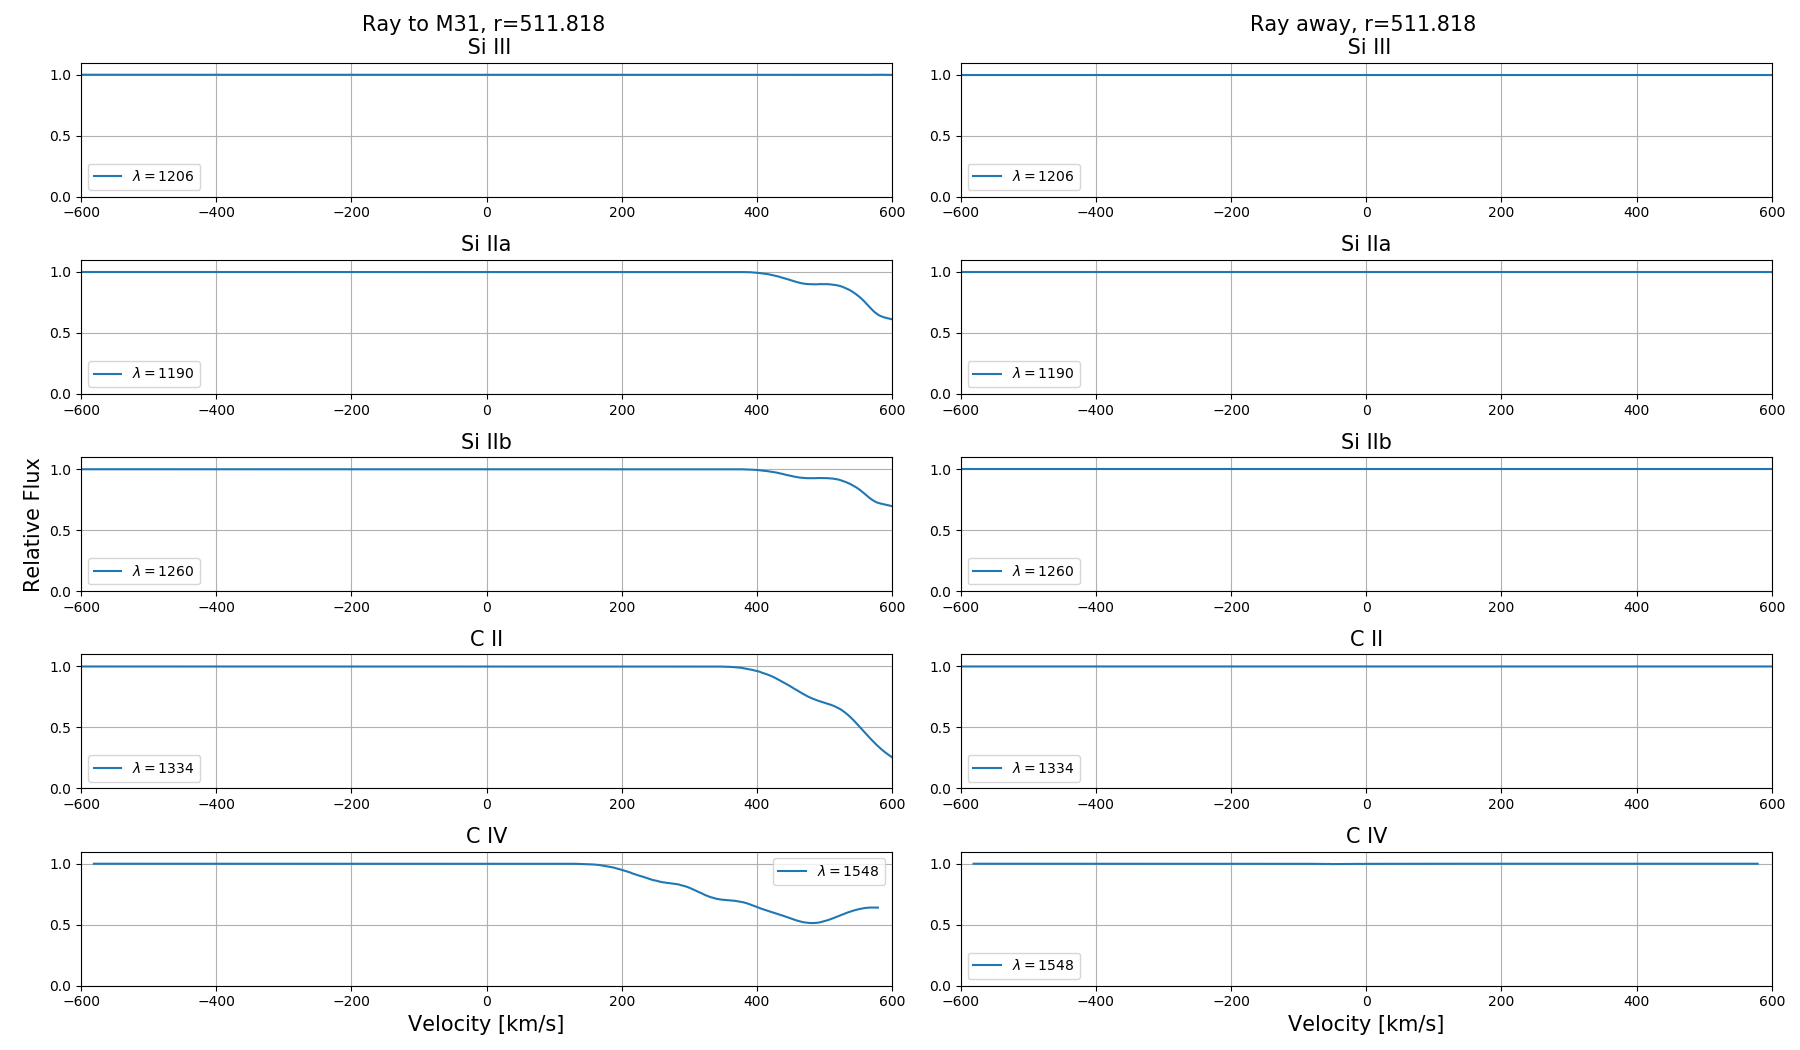 Ray to M31, r=511.818
Si III
1.0
0.5
0.0
λ = 1206
−600 −400 −200 0 200 400 600
Ray away, r=511.818
Si III
1.0
0.5
0.0
λ = 1206
−600 −400 −200 0 200 400 600
Si IIa
1.0
0.5
0.0
λ = 1190
−600 −400 −200 0 200 400 600
Si IIa
1.0
0.5
0.0
λ = 1190
−600 −400 −200 0 200 400 600
Relative Flux
Si IIb
1.0
0.5
0.0
λ = 1260
−600 −400 −200 0 200 400 600
Si IIb
1.0
0.5
0.0
λ = 1260
−600 −400 −200 0 200 400 600
C II
1.0
0.5
0.0
λ = 1334
−600 −400 −200 0 200 400 600
C II
1.0
0.5
0.0
λ = 1334
−600 −400 −200 0 200 400 600
C IV
1.0
0.5
0.0
λ = 1548
−600 −400 −200 0 200 400 600
Velocity [km/s]
C IV
1.0
0.5
0.0
λ = 1548
−600 −400 −200 0 200 400 600
Velocity [km/s]